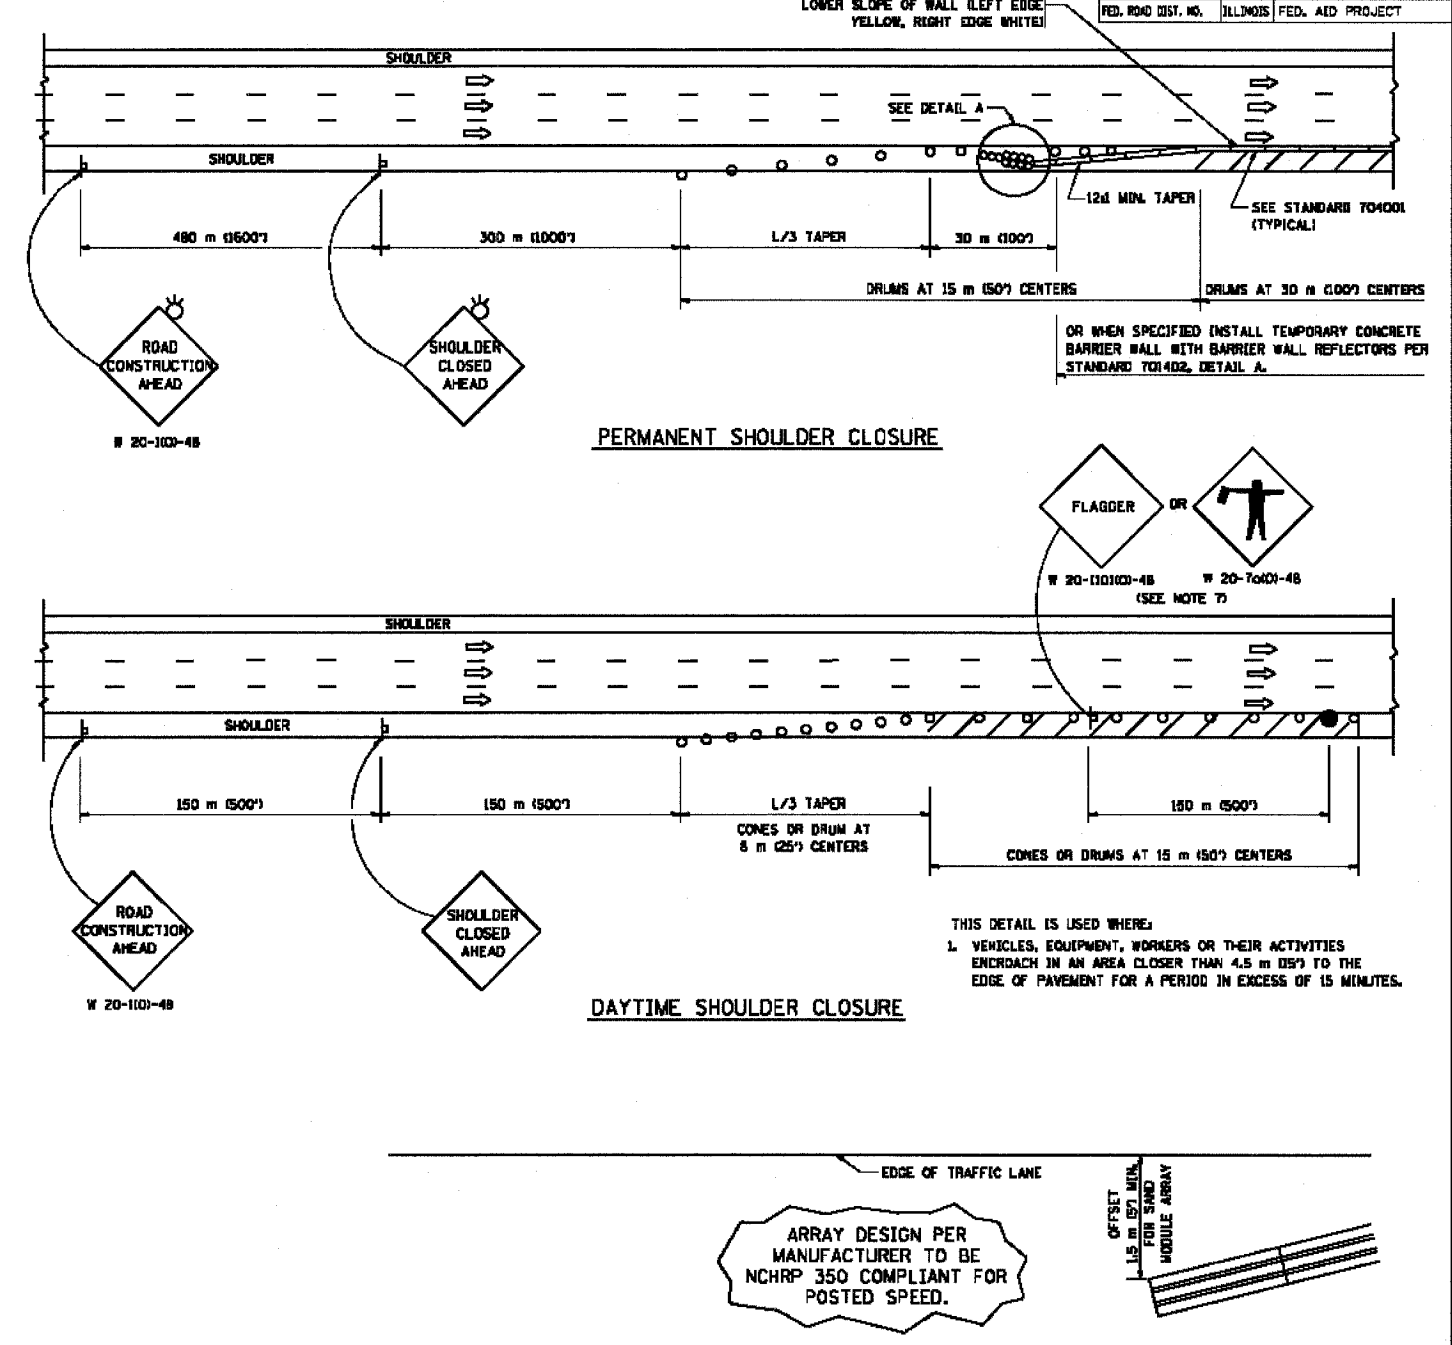 LOWER SLOPE OF WALL (LEFT EDGE
YELLOW, RIGHT EDGE WHITE)
FED. ROAD DIST. NO. ILLINOIS FED. AID PROJECT
SHOULDER
SEE DETAIL A
SHOULDER
12:1 MIN. TAPER
SEE STANDARD 704001
(TYPICAL)
480 m (1600')
300 m (1000')
L/3 TAPER
30 m (100')
DRUMS AT 15 m (50') CENTERS
DRUMS AT 30 m (100') CENTERS
OR WHEN SPECIFIED INSTALL TEMPORARY CONCRETE
BARRIER WALL WITH BARRIER WALL REFLECTORS PER
STANDARD 701402, DETAIL A.
ROAD
CONSTRUCTION
AHEAD
W 20-1(O)-48
SHOULDER
CLOSED
AHEAD
PERMANENT SHOULDER CLOSURE
FLAGGER
OR
W 20-I10(O)-48
W 20-7a(O)-48
(SEE NOTE 7)
SHOULDER
SHOULDER
150 m (500')
150 m (500')
L/3 TAPER
CONES OR DRUM AT
8 m (25') CENTERS
150 m (500')
CONES OR DRUMS AT 15 m (50') CENTERS
ROAD
CONSTRUCTION
AHEAD
W 20-1(O)-48
SHOULDER
CLOSED
AHEAD
DAYTIME SHOULDER CLOSURE
THIS DETAIL IS USED WHERE:
1. VEHICLES, EQUIPMENT, WORKERS OR THEIR ACTIVITIES
ENCROACH IN AN AREA CLOSER THAN 4.5 m (15') TO THE
EDGE OF PAVEMENT FOR A PERIOD IN EXCESS OF 15 MINUTES.
EDGE OF TRAFFIC LANE
OFFSET
1.5 m (5') MIN.
FOR SAND
MODULE ARRAY
ARRAY DESIGN PER
MANUFACTURER TO BE
NCHRP 350 COMPLIANT FOR
POSTED SPEED.